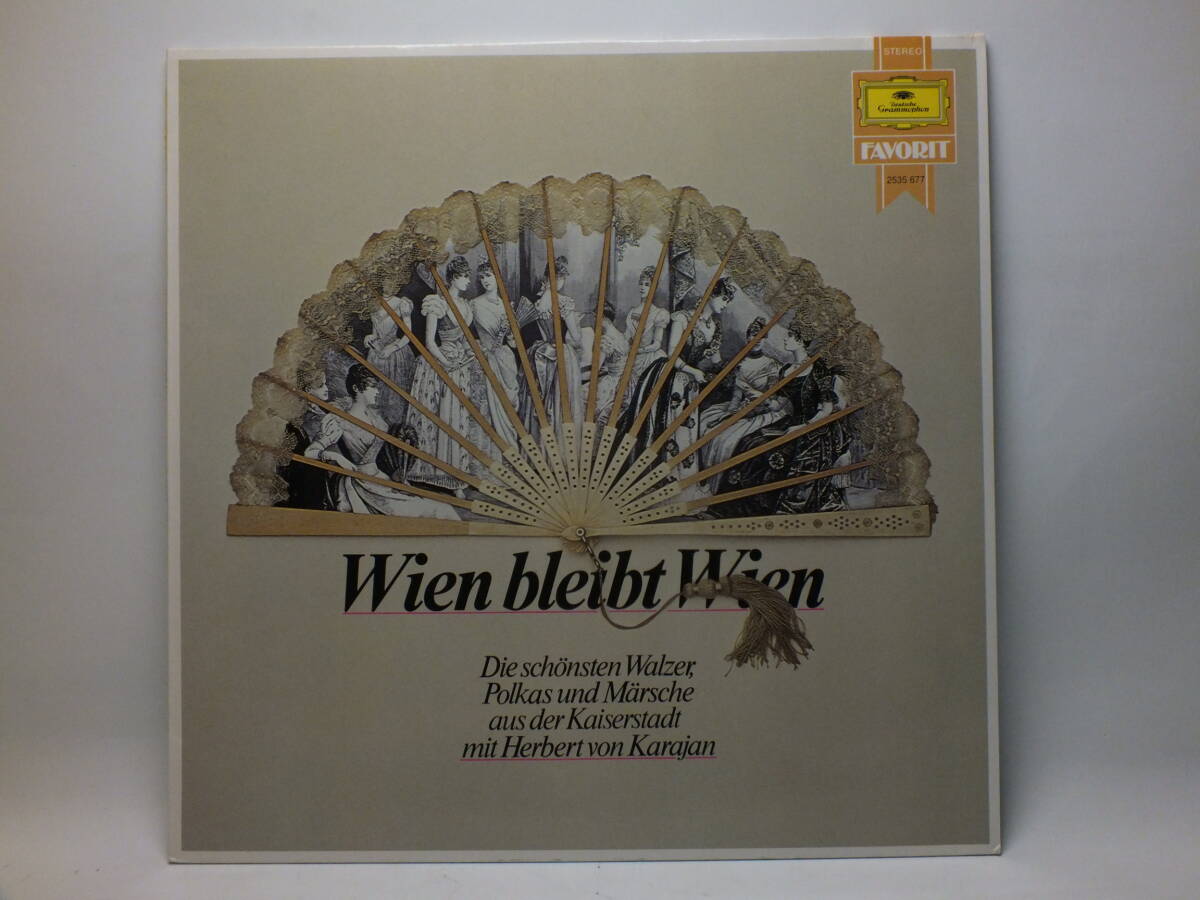 STEREO
Deutsche
Grammophon
FAVORIT
2535 677
Wien bleibt Wien
Die schönsten Walzer,
Polkas und Märsche
aus der Kaiserstadt
mit Herbert von Karajan